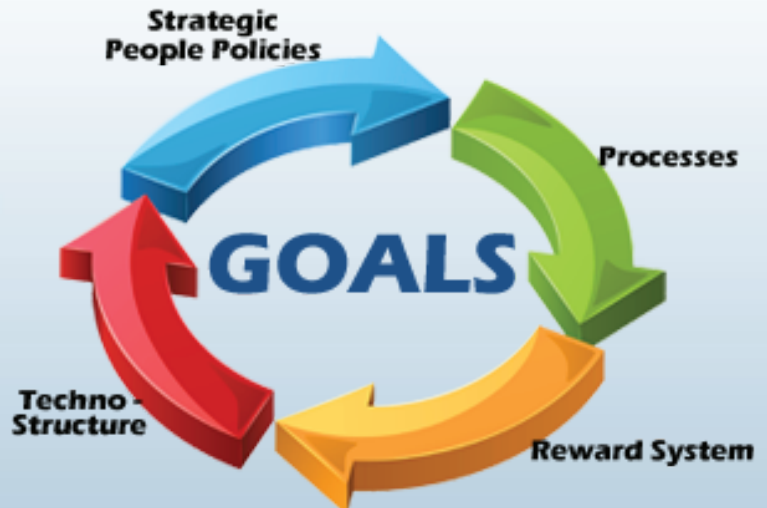 Strategic
People Policies
Processes
GOALS
Techno -
Structure
Reward System